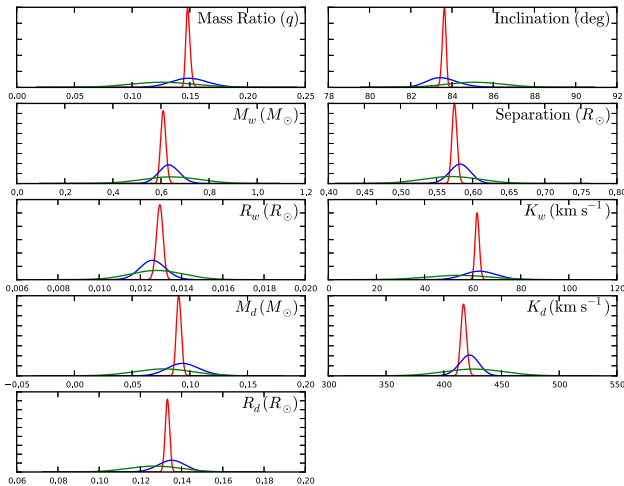 Mass Ratio (q)
0.00 0.05 0.10 0.15 0.20 0.25
Inclination (deg)
78 80 82 84 86 88 90 92
M_w (M_⊙)
0,0 0,2 0,4 0,6 0,8 1,0 1,2
Separation (R_⊙)
0,40 0,45 0,50 0,55 0,60 0,65 0,70 0,75 0,80
R_w (R_⊙)
0.006 0.008 0.010 0.012 0.014 0.016 0.018 0.020
K_w (km s⁻¹)
0 20 40 60 80 100 120
M_d (M_⊙)
−0.05 0.00 0.05 0.10 0.15 0.20
K_d (km s⁻¹)
300 350 400 450 500 550
R_d (R_⊙)
0.06 0.08 0.10 0.12 0.14 0.16 0.18 0.20